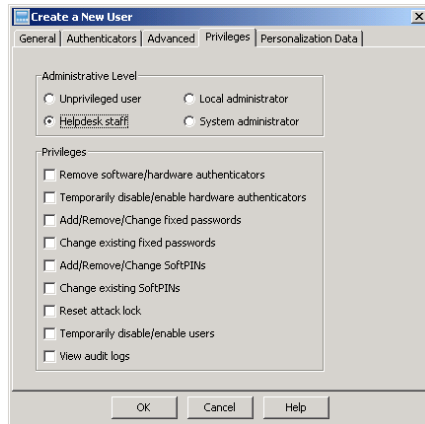 Create a New User
General Authenticators Advanced Privileges Personalization Data
Administrative Level
Unprivileged user Local administrator
Helpdesk staff System administrator
Privileges
Remove software/hardware authenticators
Temporarily disable/enable hardware authenticators
Add/Remove/Change fixed passwords
Change existing fixed passwords
Add/Remove/Change SoftPINs
Change existing SoftPINs
Reset attack lock
Temporarily disable/enable users
View audit logs
OK Cancel Help